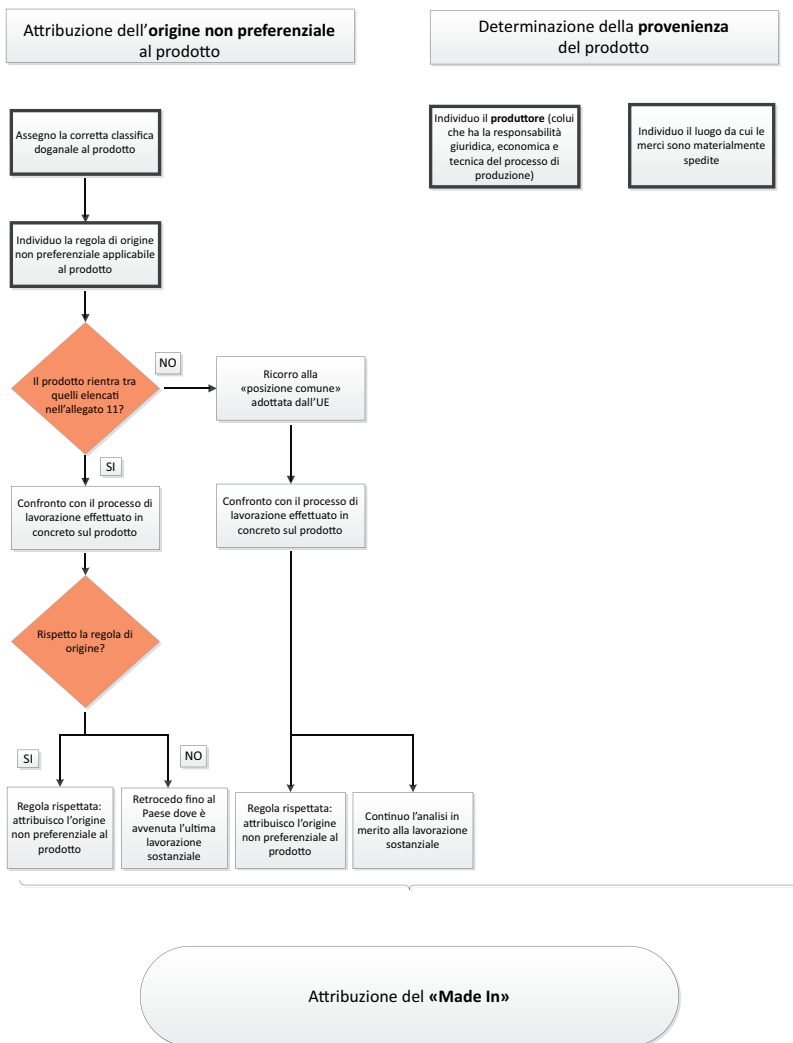 Attribuzione dell'origine non preferenziale
al prodotto
Determinazione della provenienza
del prodotto
Assegno la corretta classifica
doganale al prodotto
Individuo il produttore (colui
che ha la responsabilità
giuridica, economica e
tecnica del processo di
produzione)
Individuo il luogo da cui le
merci sono materialmente
spedite
Individuo la regola di origine
non preferenziale applicabile
al prodotto
Il prodotto rientra tra
quelli elencati
nell'allegato 11?
NO
Ricorro alla
«posizione comune»
adottata dall'UE
SI
Confronto con il processo di
lavorazione effettuato in
concreto sul prodotto
Confronto con il processo di
lavorazione effettuato in
concreto sul prodotto
Rispetto la regola di
origine?
SI
NO
Regola rispettata:
attribuisco l'origine
non preferenziale al
prodotto
Retrocedo fino al
Paese dove è
avvenuta l'ultima
lavorazione
sostanziale
Regola rispettata:
attribuisco l'origine
non preferenziale al
prodotto
Continuo l'analisi in
merito alla lavorazione
sostanziale
Attribuzione del «Made In»